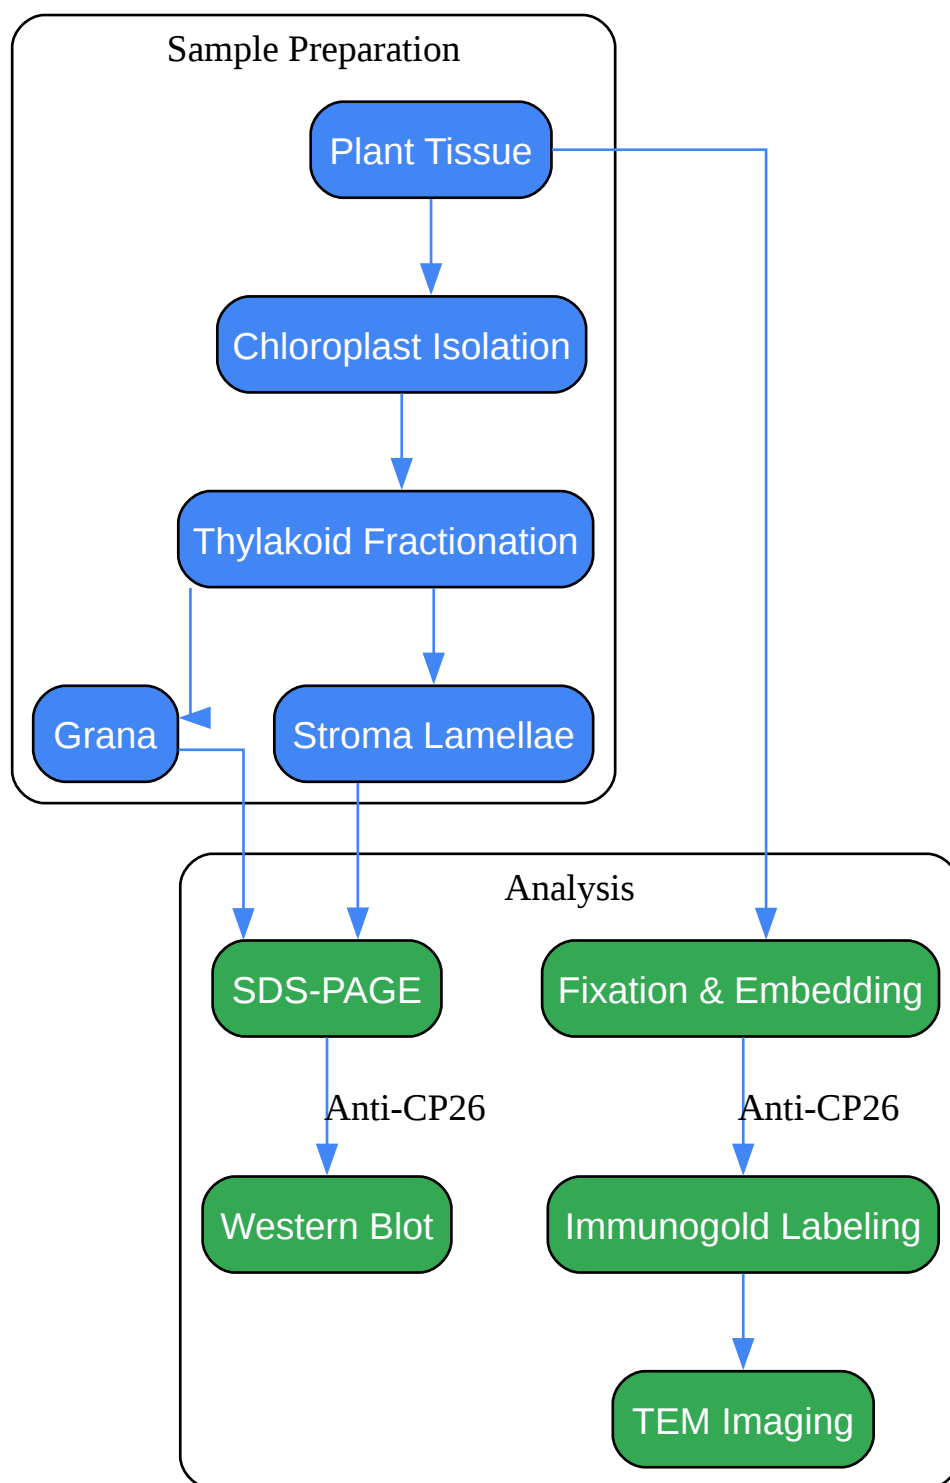 Sample Preparation
Plant Tissue
Chloroplast Isolation
Thylakoid Fractionation
Grana
Stroma Lamellae
Analysis
SDS-PAGE
Fixation & Embedding
Anti-CP26
Anti-CP26
Western Blot
Immunogold Labeling
TEM Imaging